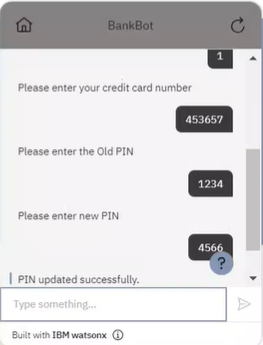 BankBot
1
Please enter your credit card number
453657
Please enter the Old PIN
1234
Please enter new PIN
4566
?
PIN updated successfully.
Type something...
Built with IBM watsonx